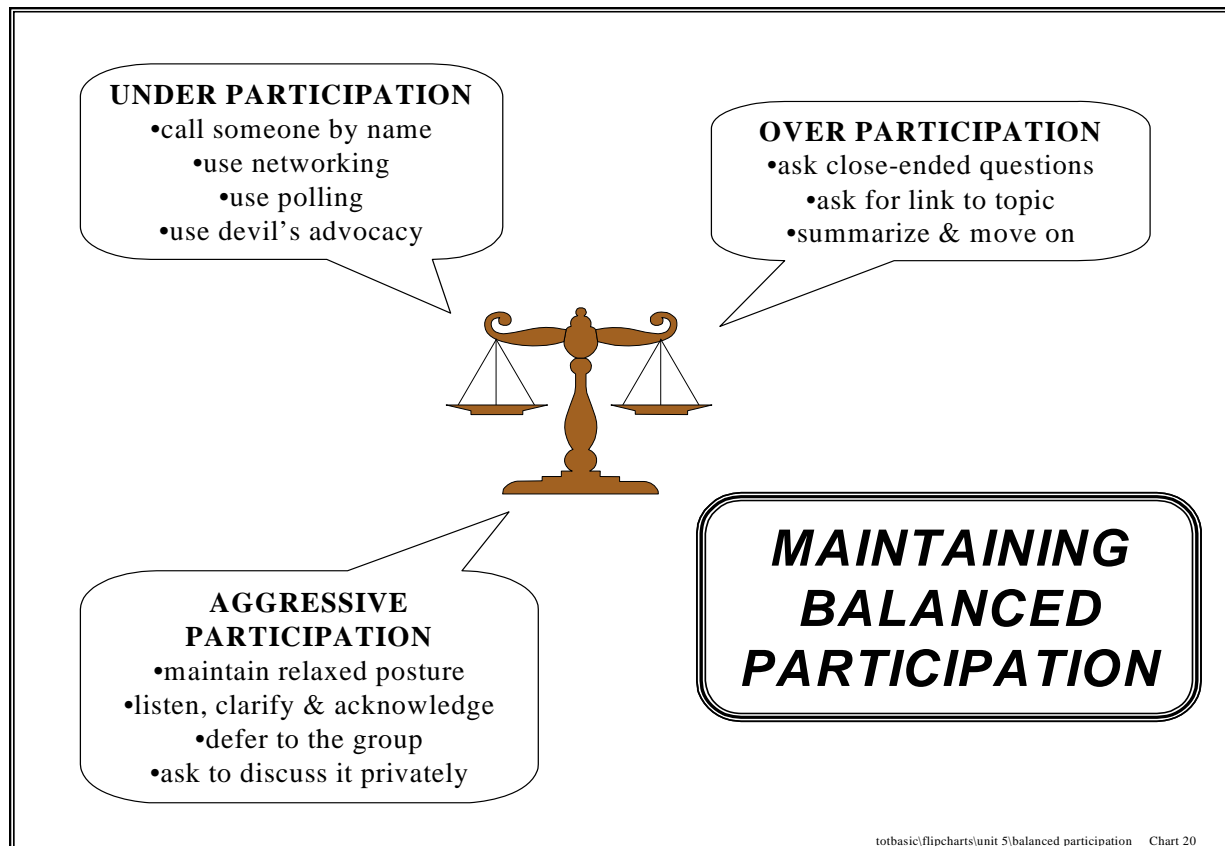 UNDER PARTICIPATION
•call someone by name
•use networking
•use polling
•use devil’s advocacy
OVER PARTICIPATION
•ask close-ended questions
•ask for link to topic
•summarize & move on
AGGRESSIVE
PARTICIPATION
•maintain relaxed posture
•listen, clarify & acknowledge
•defer to the group
•ask to discuss it privately
MAINTAINING
BALANCED
PARTICIPATION
totbasic\flipcharts\unit 5\balanced participation Chart 20